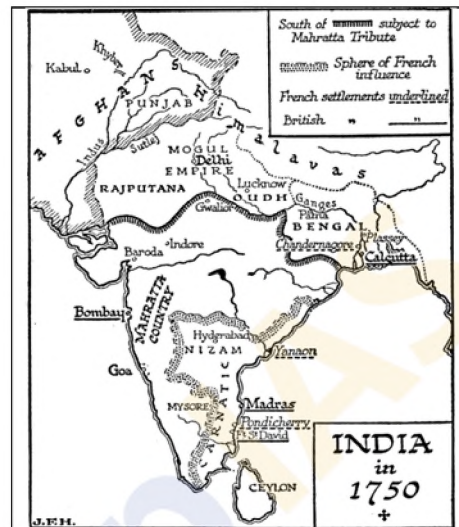 South of subject to
Mahratta Tribute
Sphere of French
influence
French settlements underlined
British " "
Kabul
Khyber
AFGHANS
PUNJAB
Himalayas
Indus
Sutlej
MOGUL
Delhi
EMPIRE
RAJPUTANA
Lucknow
OUDH
Gwalior
Ganges
Patna
BENGAL
Plassey
Chandernagore
Calcutta
Baroda
Indore
Bombay
MAHRATTA
COUNTRY
Hyderabad
NIZAM
Yanaon
Goa
CARNATIC
MYSORE
Madras
Pondicherry
Ft St David
CEYLON
INDIA
in
1750
J.F.H.